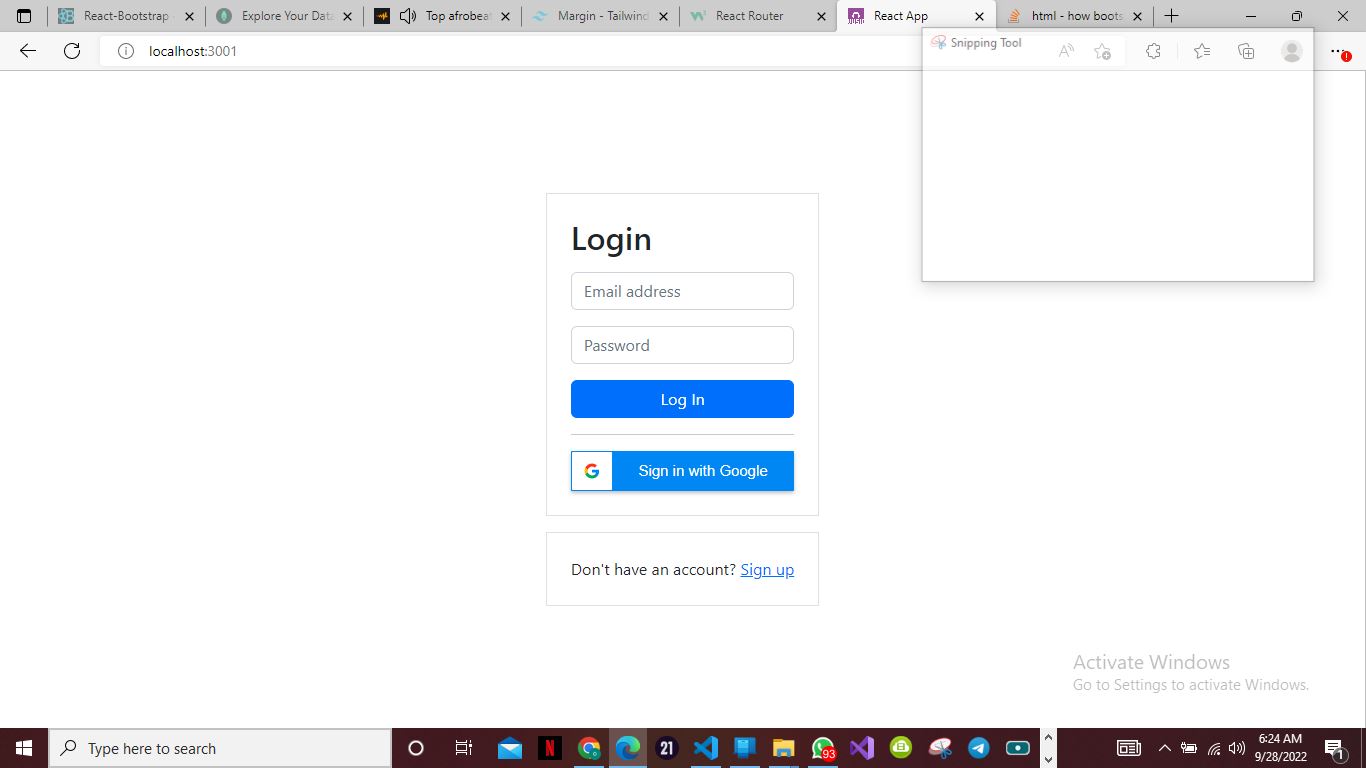 React-Bootstrap
Explore Your Data
Top afrobeat
Margin - Tailwind
React Router
React App
html - how boots
localhost:3001
Snipping Tool
Login
Email address
Password
Log In
Sign in with Google
Don't have an account? Sign up
Activate Windows
Go to Settings to activate Windows.
Type here to search
21
93
6:24 AM
9/28/2022
1